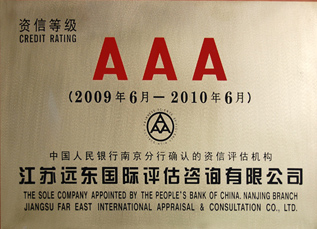 资信等级
CREDIT RATING
AAA
(2009年6月—2010年6月)
中国人民银行南京分行确认的资信评估机构
江苏远东国际评估咨询有限公司
THE SOLE COMPANY APPOINTED BY THE PEOPLE'S BANK OF CHINA, NANJING BRANCH
JIANGSU FAR EAST INTERNATIONAL APPRAISAL & CONSULTATION CO., LTD.